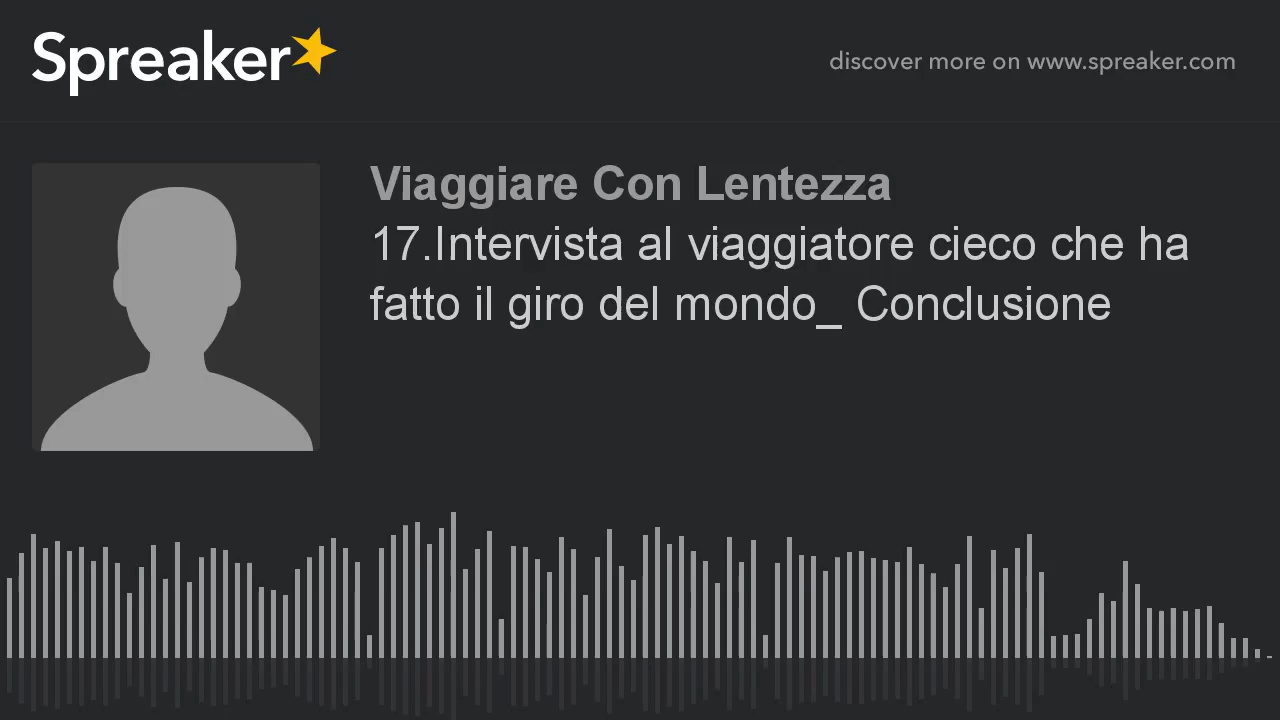 Spreaker
discover more on www.spreaker.com
Viaggiare Con Lentezza
17.Intervista al viaggiatore cieco che ha
fatto il giro del mondo_ Conclusione